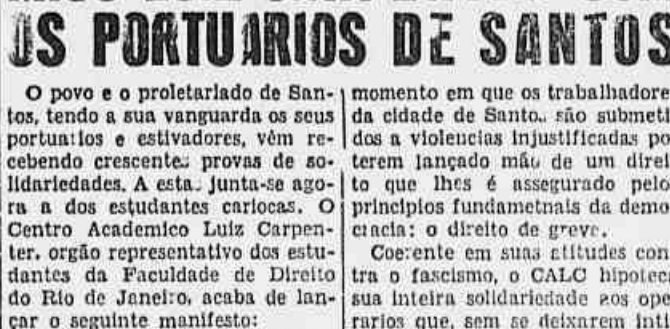 OS PORTUARIOS DE SANTOS
O povo e o proletariado de San-
tos, tendo a sua vanguarda os seus
portuarios e estivadores, vêm re-
cebendo crescentes provas de so-
lidariedades. A esta. junta-se ago-
ra a dos estudantes cariocas. O
Centro Academico Luiz Carpen-
ter, orgão representativo dos estu-
dantes da Faculdade de Direito
do Rio de Janeiro, acaba de lan-
çar o seguinte manifesto:
momento em que os trabalhadore
da cidade de Santo. são submeti
dos a violencias injustificadas po
terem lançado mão de um direi
to que lhes é assegurado pelo
principios fundametnais da demo
ciacia: o direito de greve.
Coerente em suas atitudes con
tra o fascismo, o CALC hipotec
sua inteira solidariedade aos ope
rarios que, sem se deixarem inti